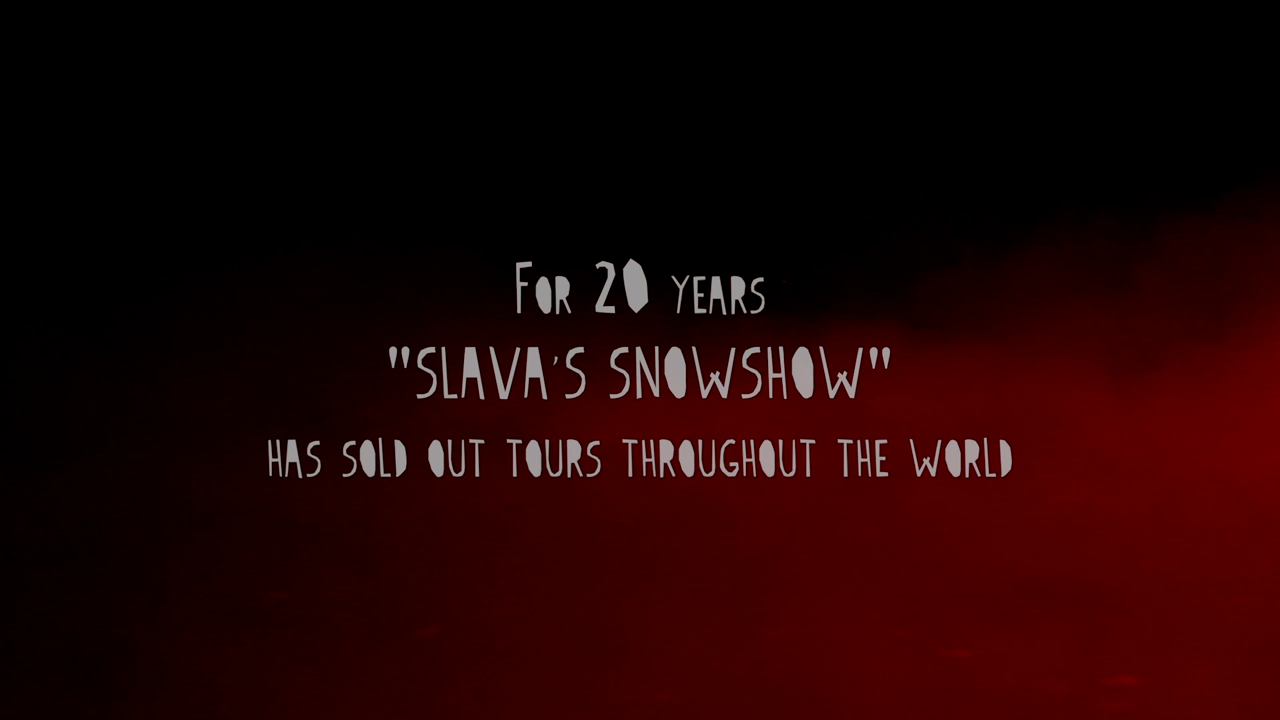 For 20 years
"SLAVA'S SNOWSHOW"
HAS SOLD OUT TOURS THROUGHOUT THE WORLD